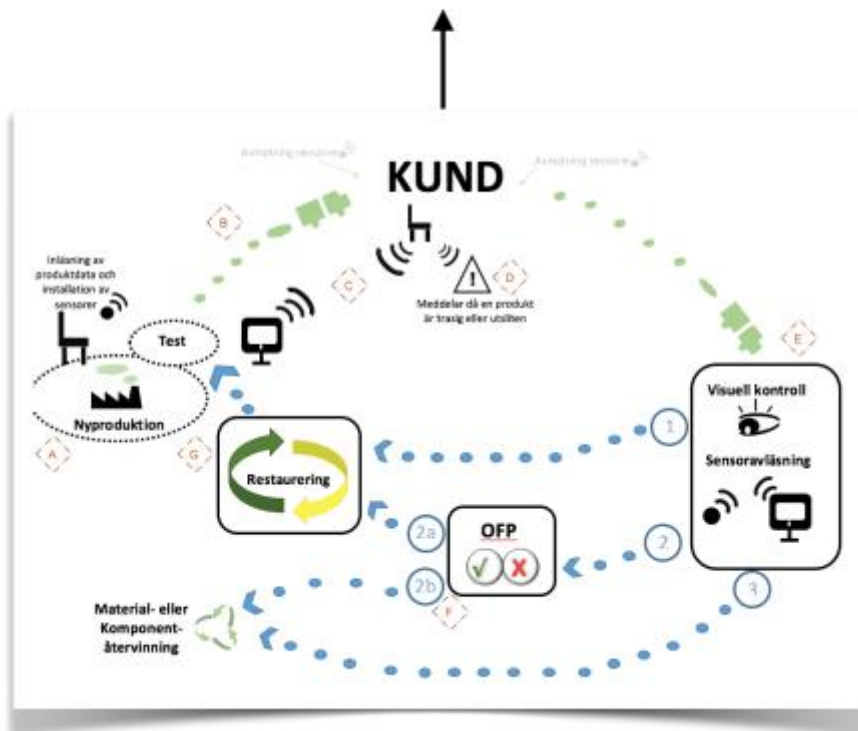 KUND
B
Inläsning av
produktdata och
installation av
sensorer
C
D
Meddelar då en produkt
är trasig eller utsliten
Test
E
Nyproduktion
Visuell kontroll
Sensoravläsning
A
G
Restaurering
1
2a
OFP
2
2b
F
3
Material- eller
Komponent-
återvinning